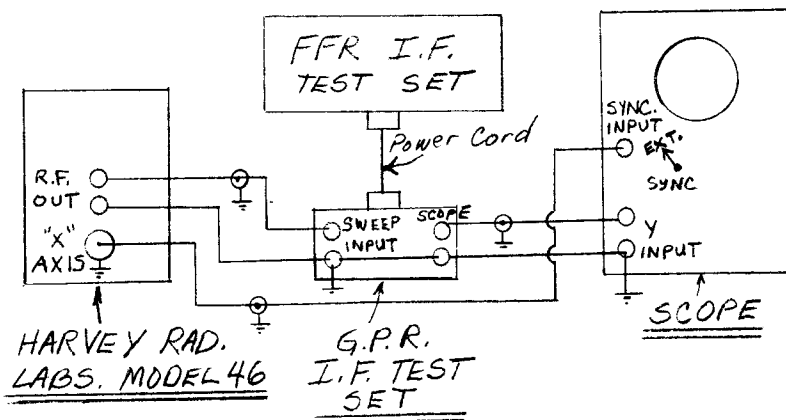 FFR I.F.
TEST SET
Power Cord
SYNC.
INPUT
EXT.
SYNC
R.F.
OUT
"X"
AXIS
SWEEP
INPUT
SCOPE
Y
INPUT
HARVEY RAD.
LABS. MODEL 46
G.P.R.
I.F. TEST
SET
SCOPE